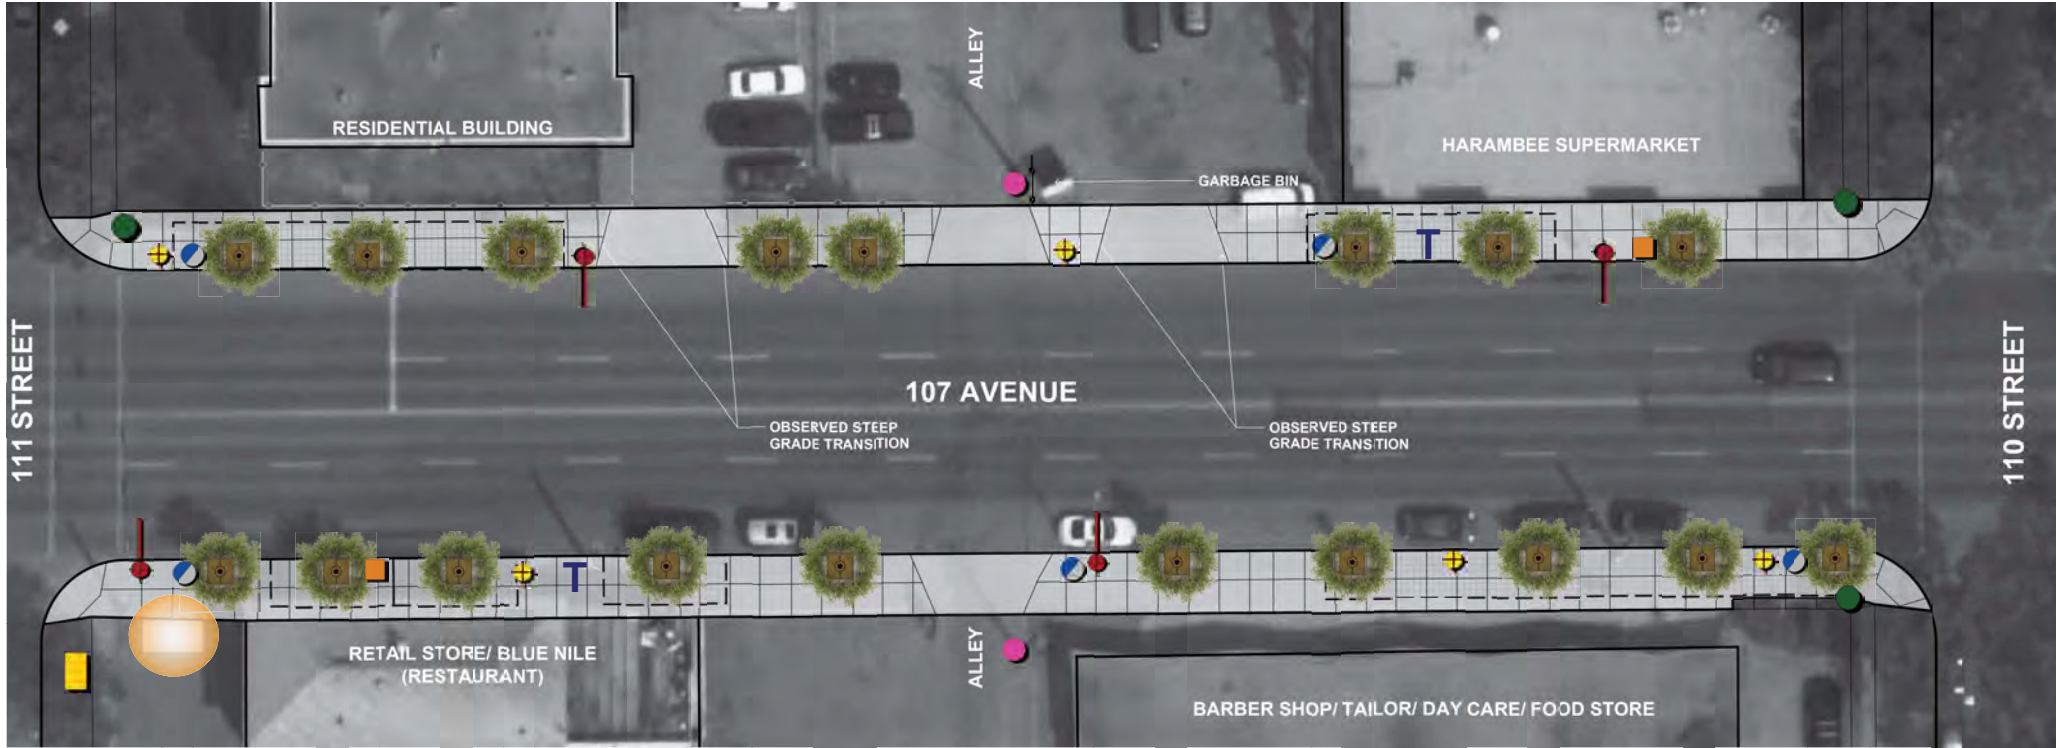 ALLEY
RESIDENTIAL BUILDING
HARAMBEE SUPERMARKET
GARBAGE BIN
T
111 STREET
107 AVENUE
110 STREET
OBSERVED STEEP
GRADE TRANSITION
OBSERVED STEEP
GRADE TRANSITION
T
RETAIL STORE/ BLUE NILE
(RESTAURANT)
ALLEY
BARBER SHOP/ TAILOR/ DAY CARE/ FOOD STORE